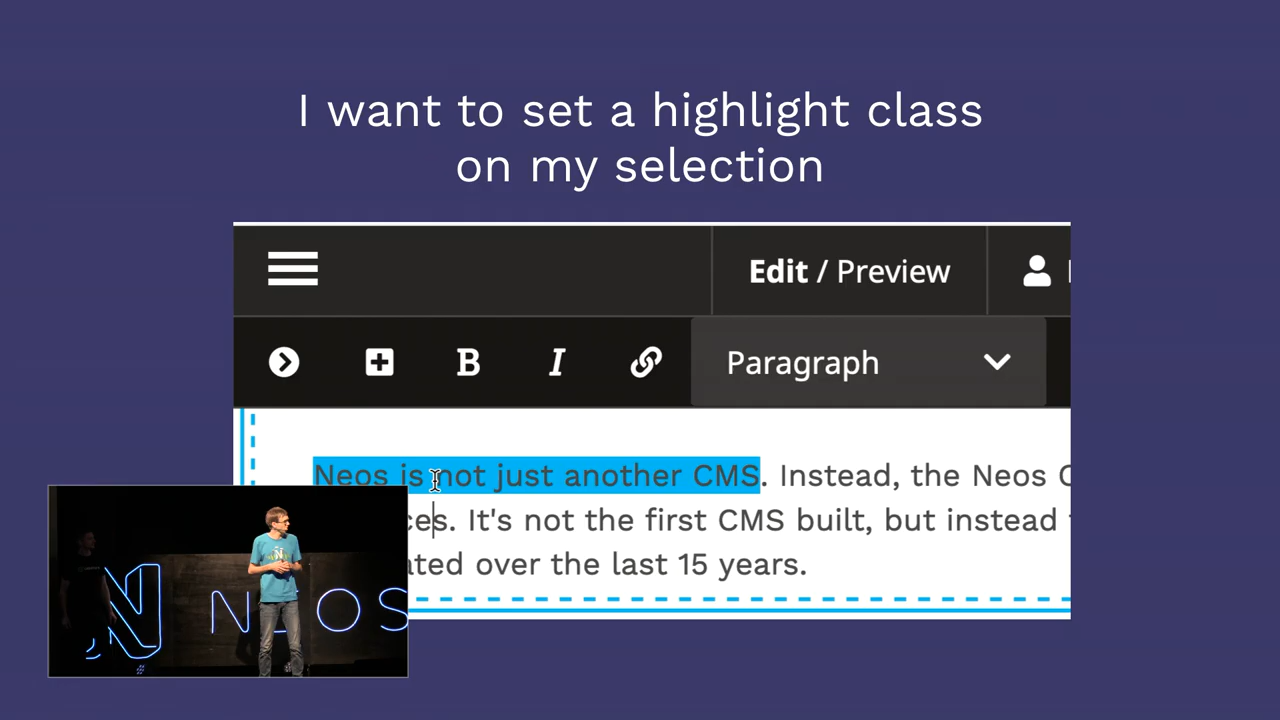 I want to set a highlight class
on my selection
Edit / Preview
B I
Paragraph
Neos is not just another CMS. Instead, the Neos
s. It's not the first CMS built, but instead
over the last 15 years.
NEOS